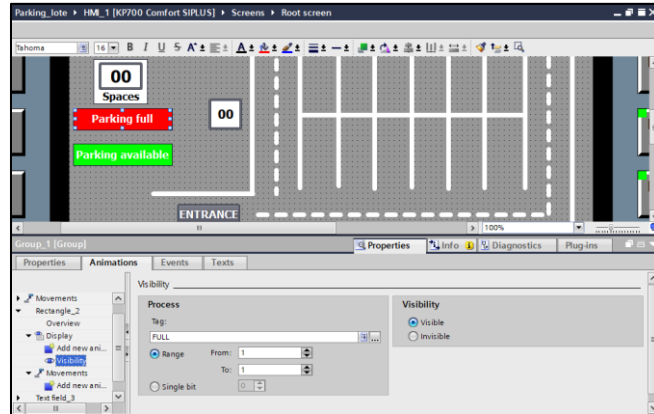 Parking_lote ▸ HMI_1 [KP700 Comfort SIPLUS] ▸ Screens ▸ Root screen
Tahoma 16 B I U S A
00
Spaces
Parking full
00
Parking available
ENTRANCE
100%
Group_1 [Group]
Properties Info Diagnostics Plug-ins
Properties Animations Events Texts
Visibility
Movements
Rectangle_2
Overview
Display
Add new ani...
Visibility
Movements
Add new ani...
Text field_3
Process
Tag:
FULL
Range From: 1
To: 1
Single bit 0
Visibility
Visible
Invisible